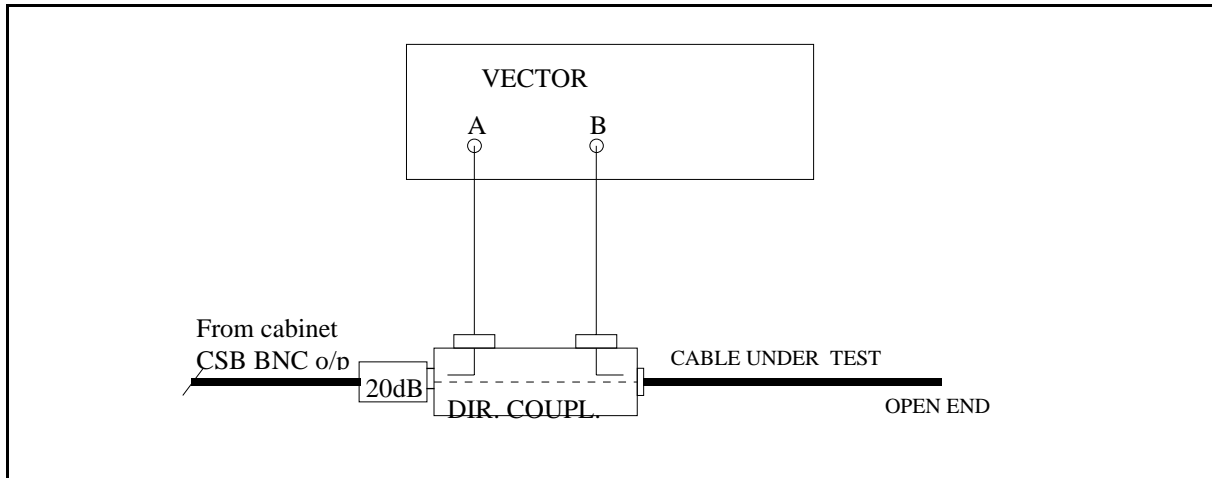 VECTOR
A B
From cabinet
CSB BNC o/p
CABLE UNDER TEST
20dB
DIR. COUPL.
OPEN END